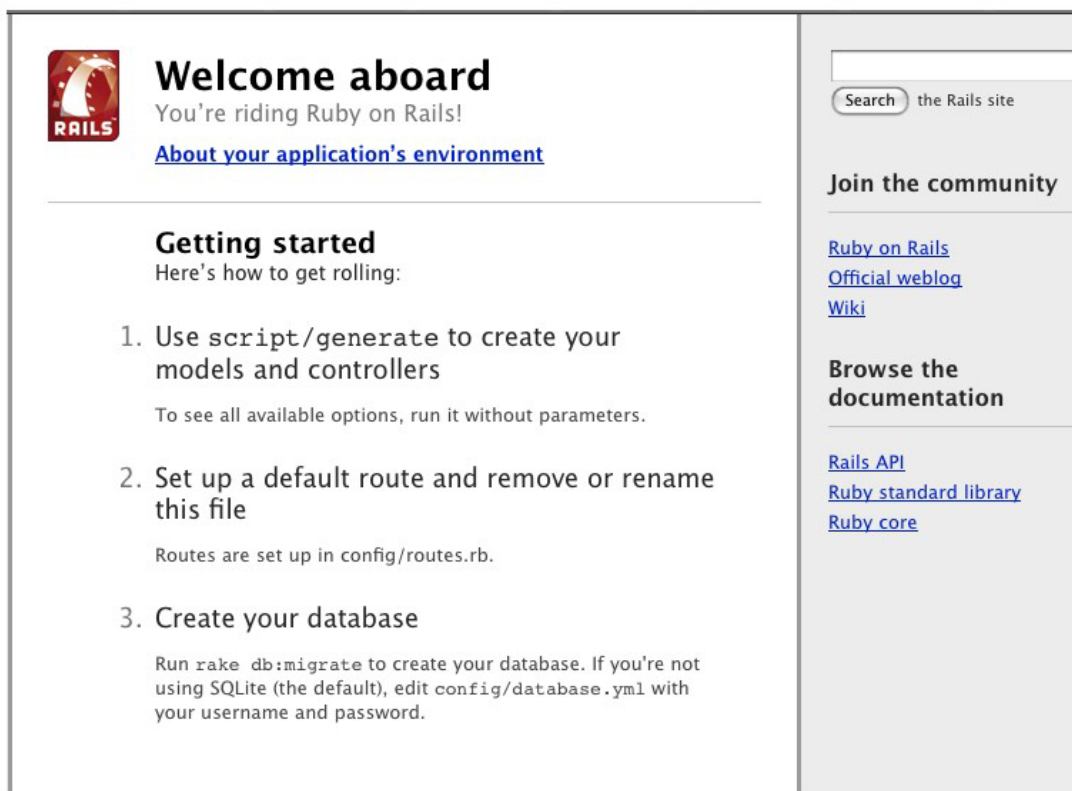 RAILS
Welcome aboard
You're riding Ruby on Rails!
About your application's environment
Getting started
Here's how to get rolling:
1. Use script/generate to create your
models and controllers
To see all available options, run it without parameters.
2. Set up a default route and remove or rename
this file
Routes are set up in config/routes.rb.
3. Create your database
Run rake db:migrate to create your database. If you're not
using SQLite (the default), edit config/database.yml with
your username and password.
Search the Rails site
Join the community
Ruby on Rails
Official weblog
Wiki
Browse the
documentation
Rails API
Ruby standard library
Ruby core